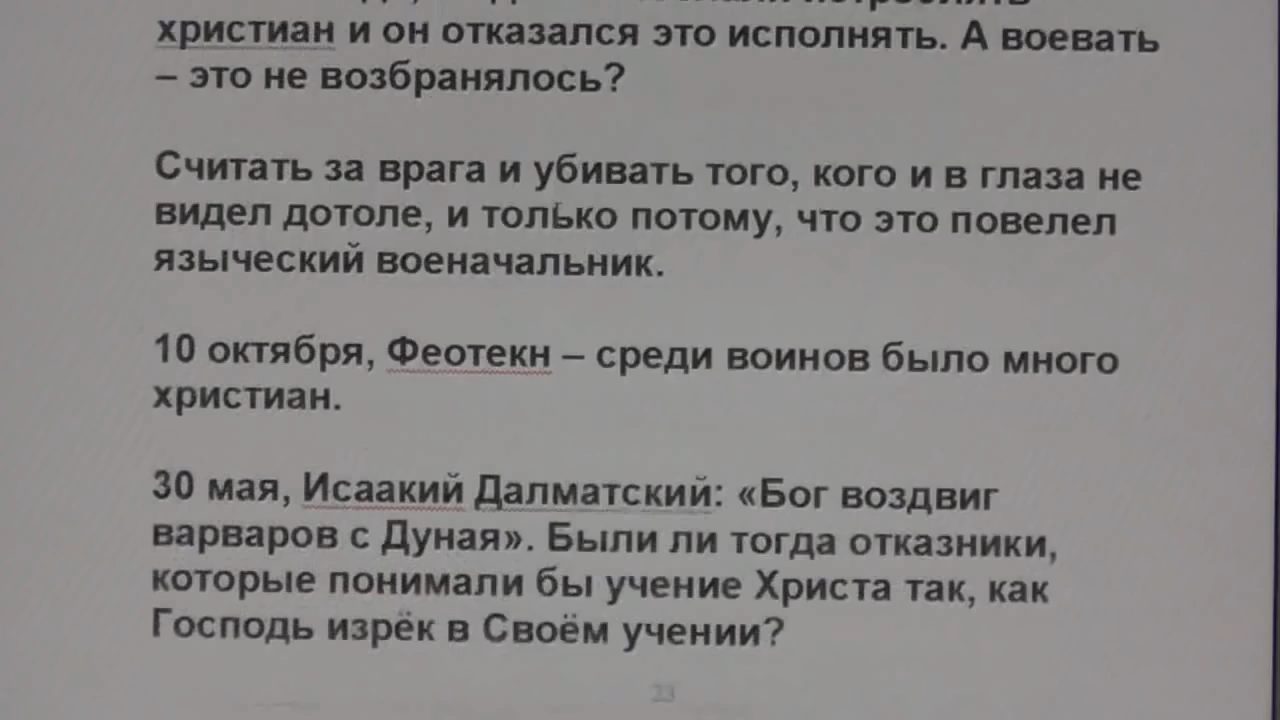 христиан и он отказался это исполнять. А воевать
– это не возбранялось?
Считать за врага и убивать того, кого и в глаза не
видел дотоле, и только потому, что это повелел
языческий военачальник.
10 октября, Феотекн – среди воинов было много
христиан.
30 мая, Исаакий Далматский: «Бог воздвиг
варваров с Дуная». Были ли тогда отказники,
которые понимали бы учение Христа так, как
Господь изрёк в Своём учении?
23